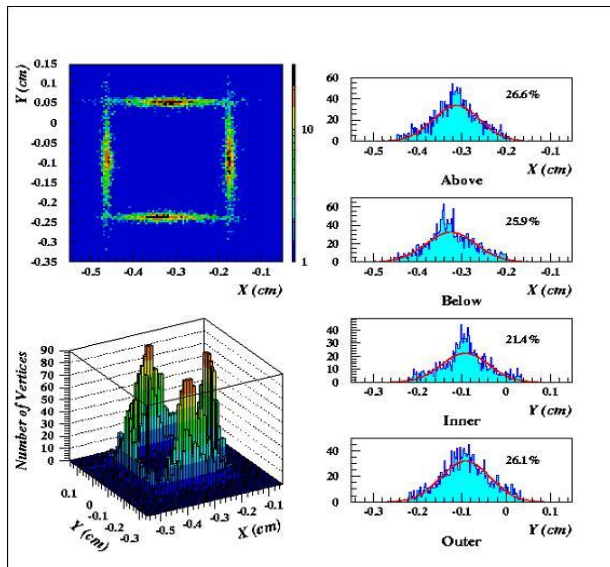 Y (cm)
0.15
0.1
0.05
0
-0.05
-0.1
-0.15
-0.2
-0.25
-0.3
-0.35
-0.5 -0.4 -0.3 -0.2 -0.1
X (cm)
10
1
60
40
20
0
26.6%
-0.5 -0.4 -0.3 -0.2 -0.1 0
X (cm)
Above
60
40
20
0
25.9%
-0.5 -0.4 -0.3 -0.2 -0.1 0
X (cm)
Below
40
30
20
10
0
21.4%
-0.3 -0.2 -0.1 0 0.1
Y (cm)
Inner
40
20
0
26.1%
-0.3 -0.2 -0.1 0 0.1
Y (cm)
Outer
Number of Vertices
90
80
70
60
50
40
30
20
10
0
0.1
0
-0.1
-0.2
-0.3
Y (cm)
-0.5
-0.4
-0.3
-0.2
-0.1
X (cm)